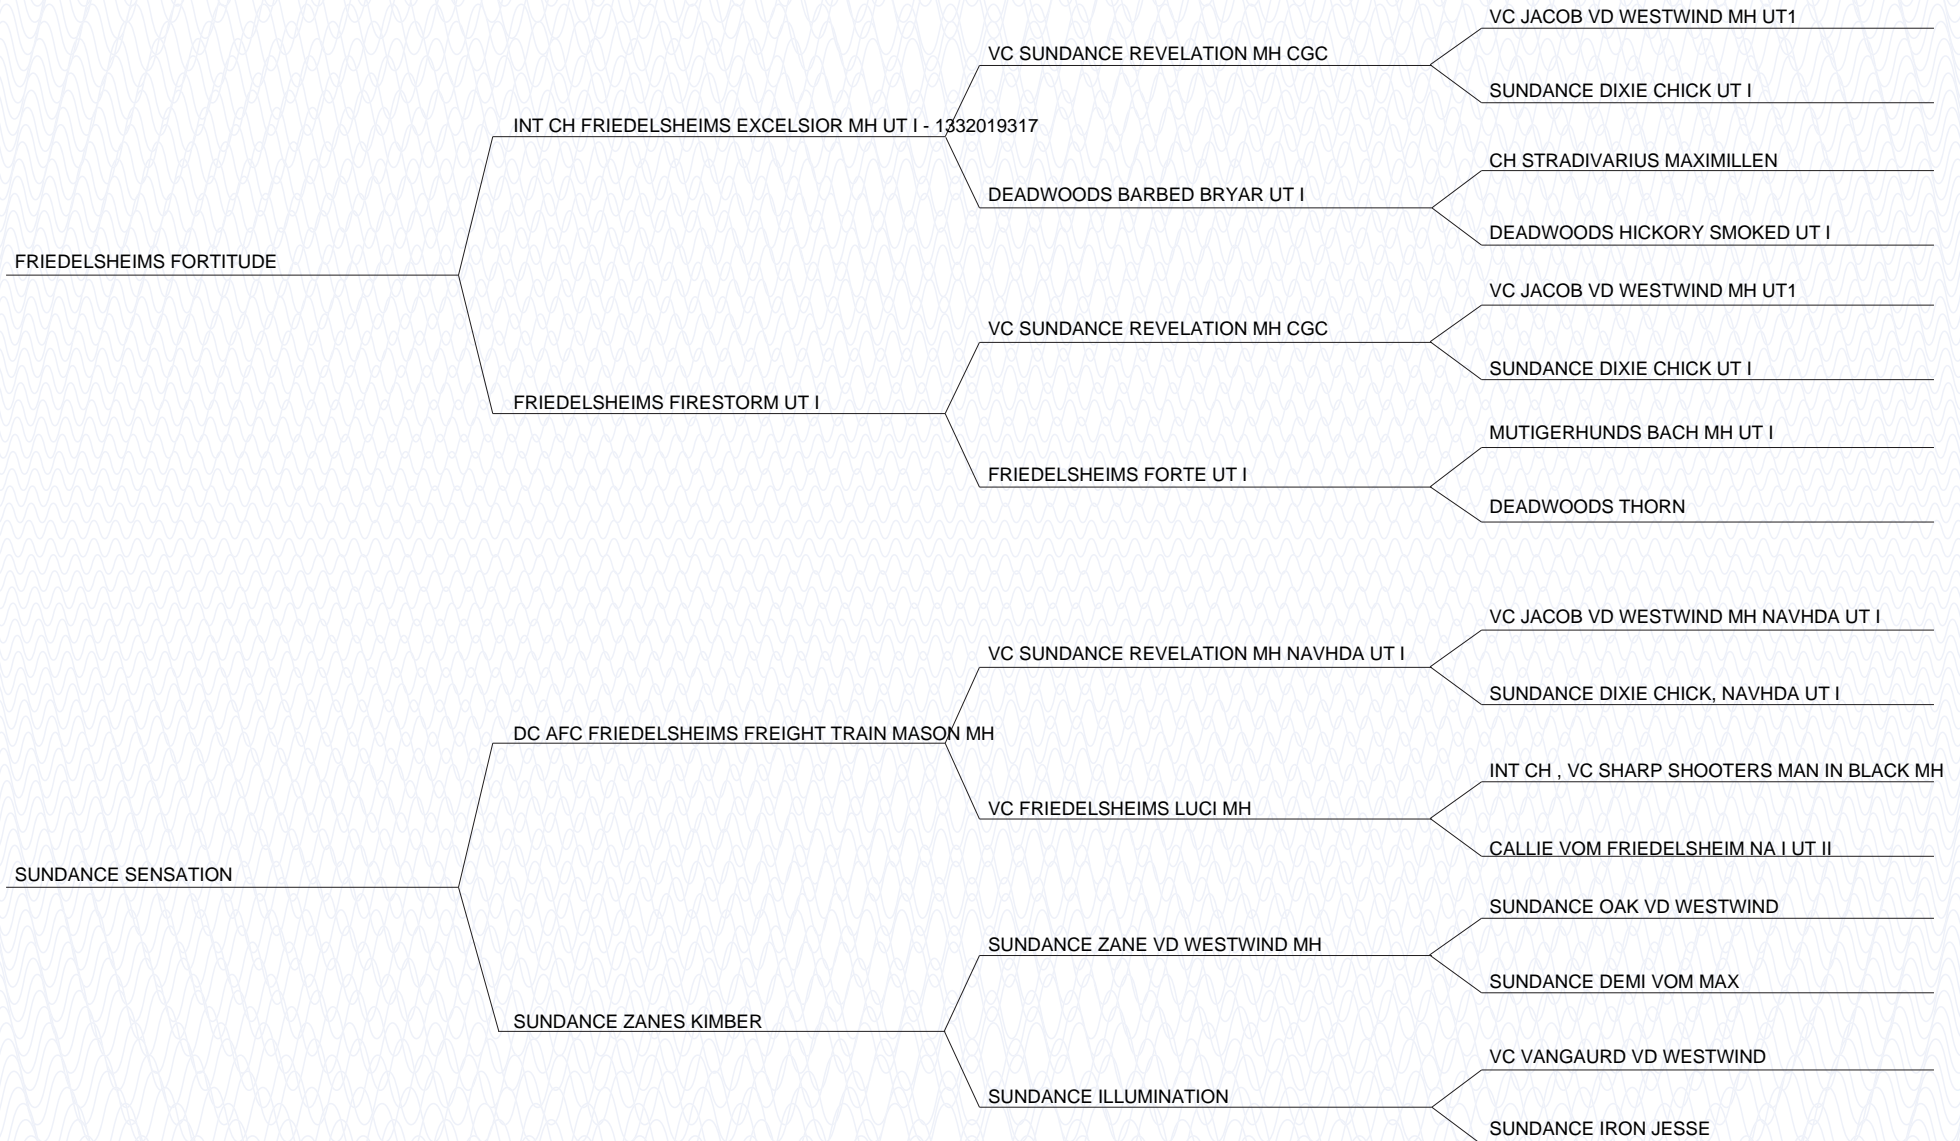 VC JACOB VD WESTWIND MH UT1
VC SUNDANCE REVELATION MH CGC
SUNDANCE DIXIE CHICK UT I
INT CH FRIEDELSHEIMS EXCELSIOR MH UT I - 1332019317
CH STRADIVARIUS MAXIMILLEN
DEADWOODS BARBED BRYAR UT I
DEADWOODS HICKORY SMOKED UT I
FRIEDELSHEIMS FORTITUDE
VC JACOB VD WESTWIND MH UT1
VC SUNDANCE REVELATION MH CGC
SUNDANCE DIXIE CHICK UT I
FRIEDELSHEIMS FIRESTORM UT I
MUTIGERHUNDS BACH MH UT I
FRIEDELSHEIMS FORTE UT I
DEADWOODS THORN
VC JACOB VD WESTWIND MH NAVHDA UT I
VC SUNDANCE REVELATION MH NAVHDA UT I
SUNDANCE DIXIE CHICK, NAVHDA UT I
DC AFC FRIEDELSHEIMS FREIGHT TRAIN MASON MH
INT CH , VC SHARP SHOOTERS MAN IN BLACK MH
VC FRIEDELSHEIMS LUCI MH
CALLIE VOM FRIEDELSHEIM NA I UT II
SUNDANCE SENSATION
SUNDANCE OAK VD WESTWIND
SUNDANCE ZANE VD WESTWIND MH
SUNDANCE DEMI VOM MAX
SUNDANCE ZANES KIMBER
VC VANGAURD VD WESTWIND
SUNDANCE ILLUMINATION
SUNDANCE IRON JESSE